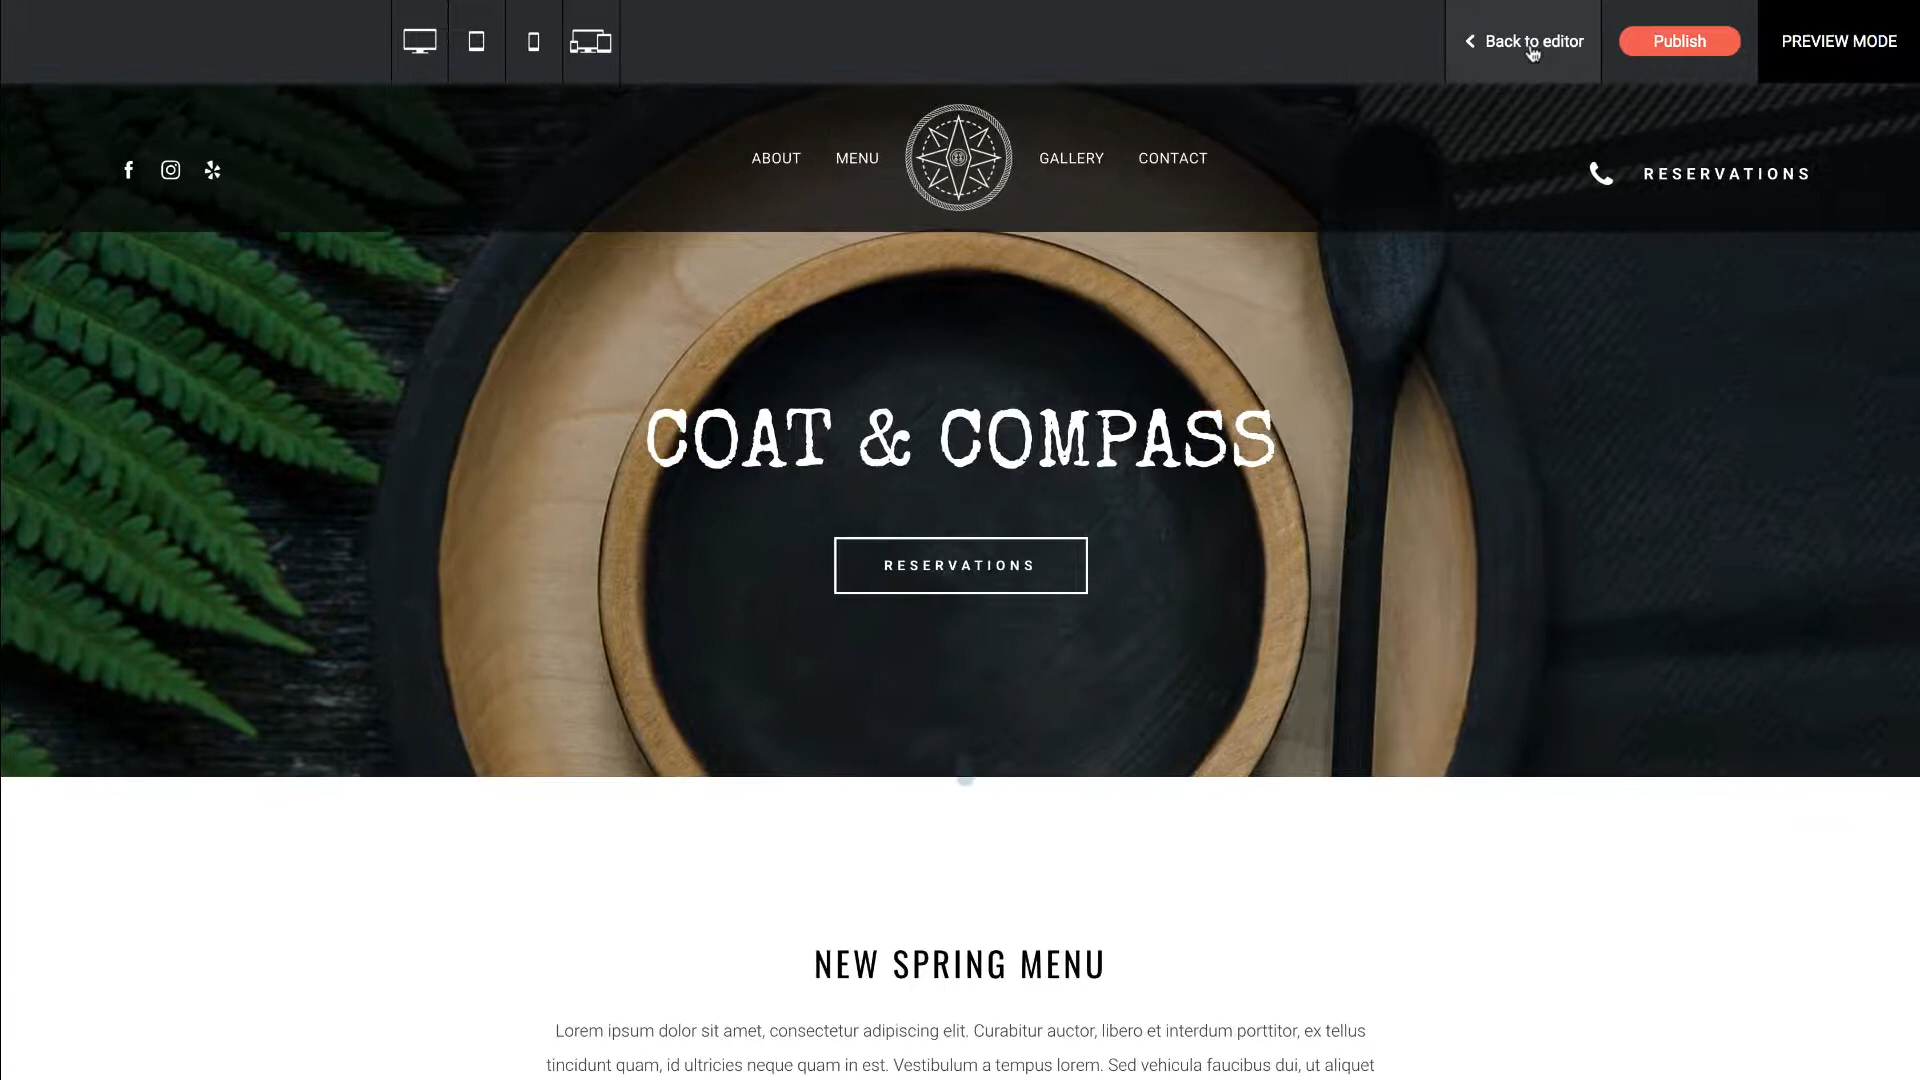 Back to editor
Publish
PREVIEW MODE
ABOUT
MENU
GALLERY
CONTACT
RESERVATIONS
COAT & COMPASS
RESERVATIONS
NEW SPRING MENU
Lorem ipsum dolor sit amet, consectetur adipiscing elit. Curabitur auctor, libero et interdum porttitor, ex tellus
tincidunt quam, id ultricies neque quam in est. Vestibulum a tempus lorem. Sed vehicula faucibus dui, ut aliquet